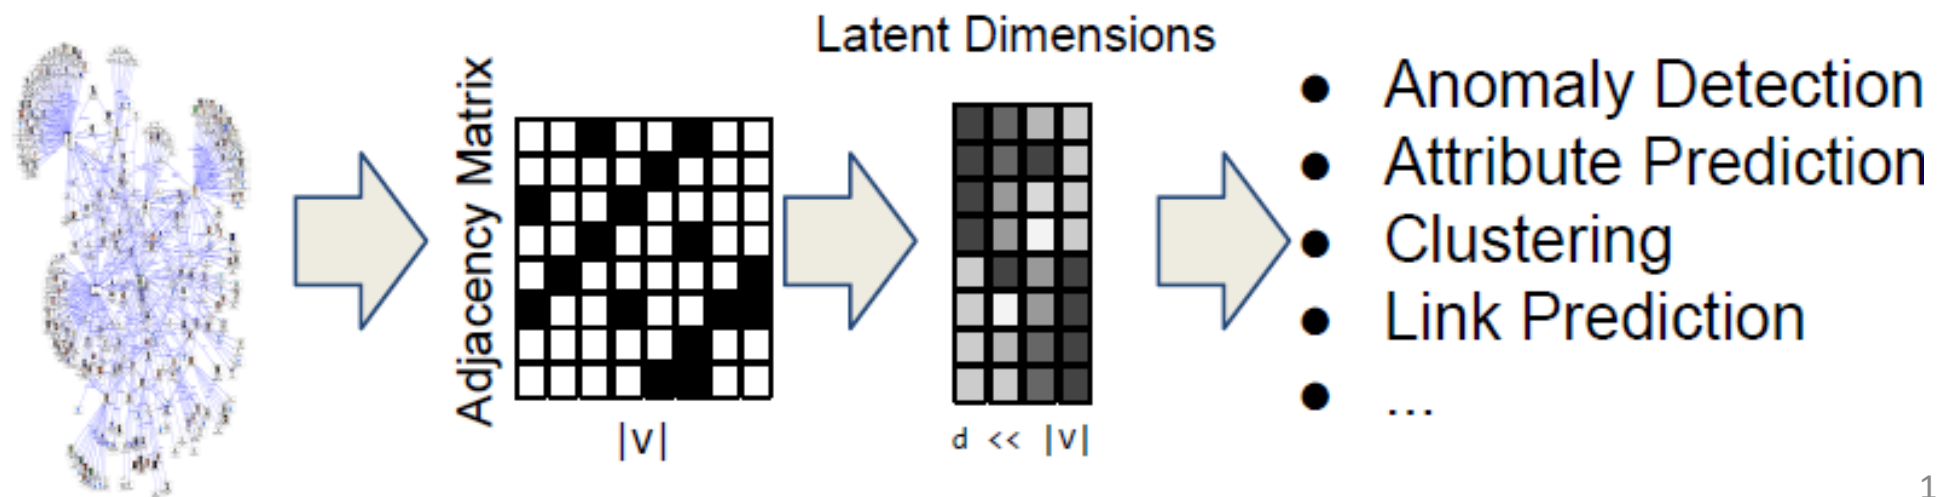 Latent Dimensions
Adjacency Matrix
|V|
d << |V|
● Anomaly Detection
● Attribute Prediction
● Clustering
● Link Prediction
● ...
1